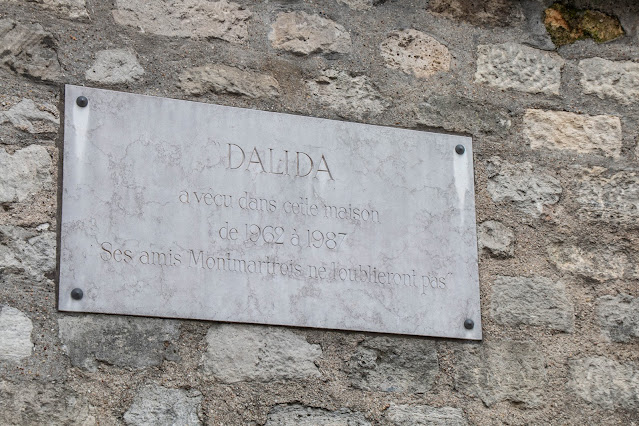 DALIDA
a vécu dans cette maison
de 1962 à 1987
"Ses amis Montmartrois ne l'oublieront pas"